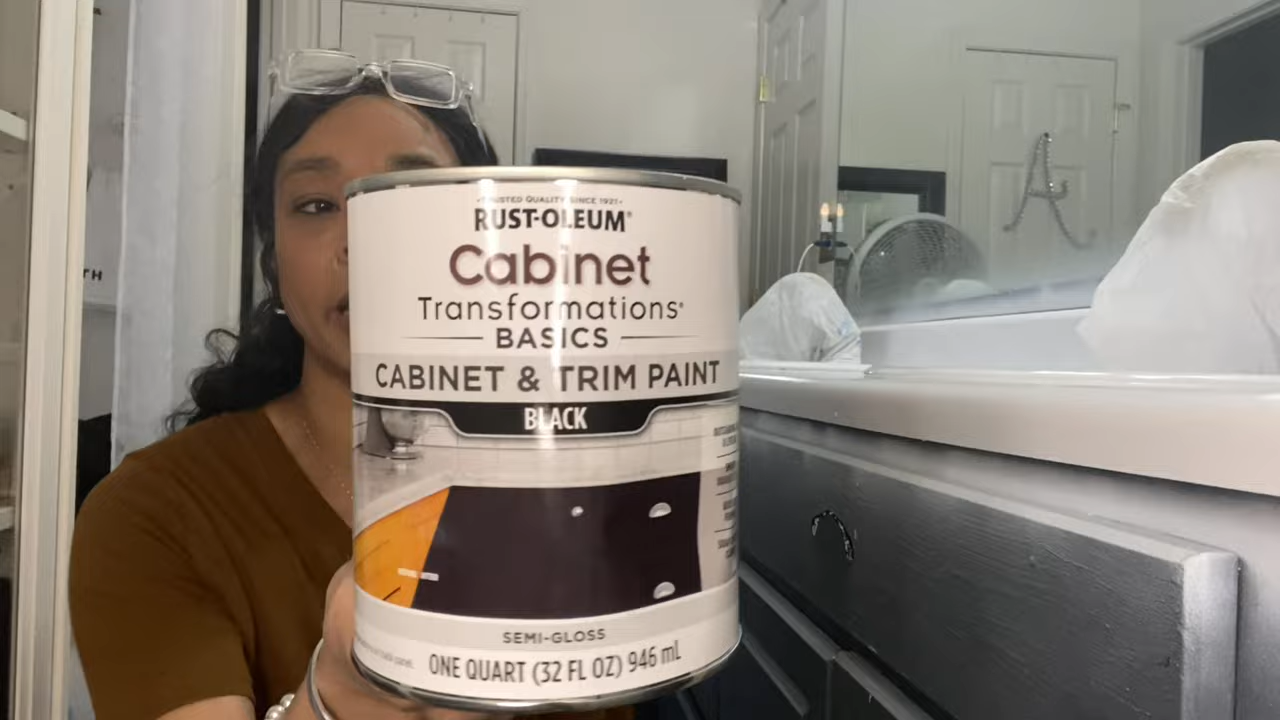 TRUSTED QUALITY SINCE 1921
RUST-OLEUM®
Cabinet
Transformations®
BASICS
CABINET & TRIM PAINT
BLACK
SEMI-GLOSS
ONE QUART (32 FL OZ) 946 mL
TH
A